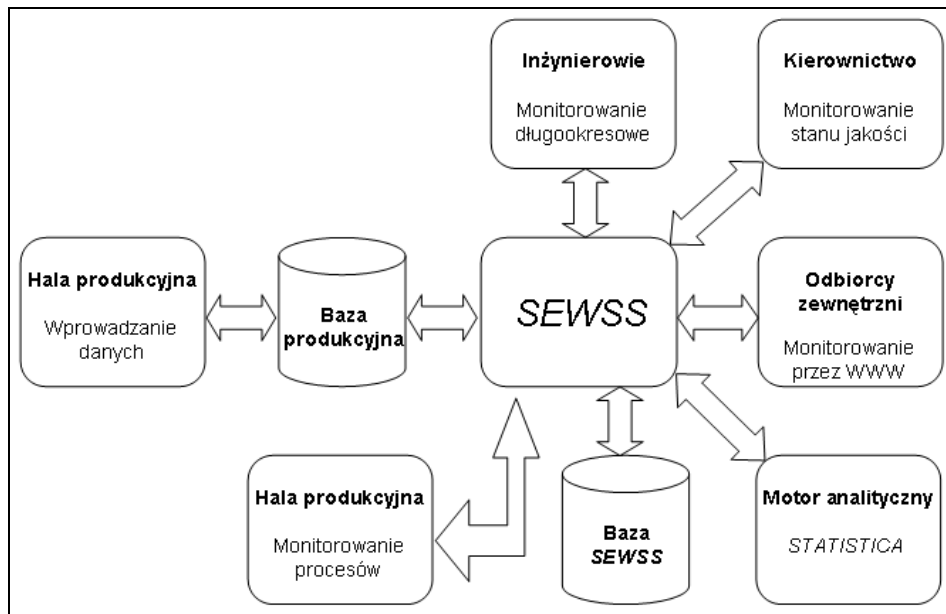 Inżynierowie
Monitorowanie
długookresowe
Kierownictwo
Monitorowanie
stanu jakości
Hala produkcyjna
Wprowadzanie
danych
Baza
produkcyjna
SEWSS
Odbiorcy
zewnętrzni
Monitorowanie
przez WWW
Hala produkcyjna
Monitorowanie
procesów
Baza
SEWSS
Motor analityczny
STATISTICA